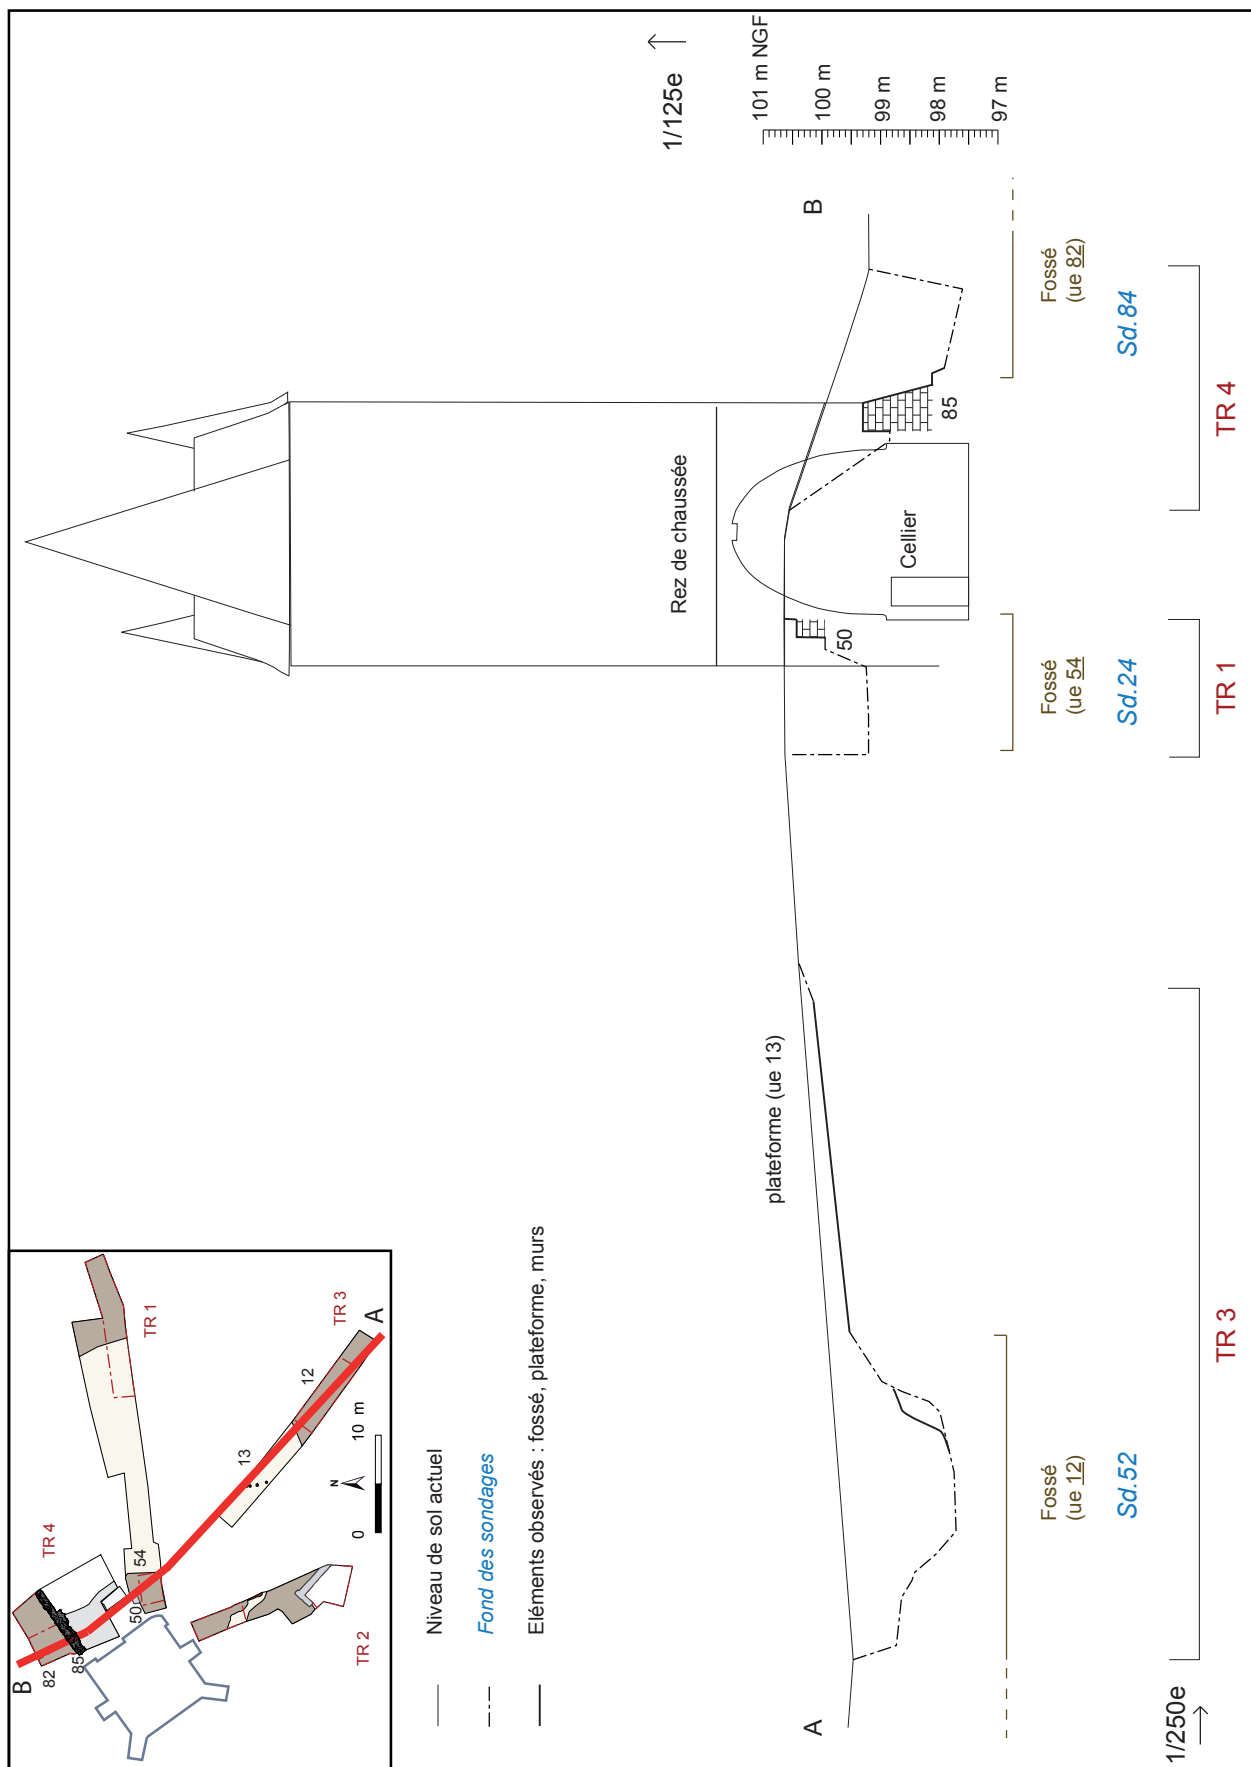 B
82
85
TR 4
50
54
TR 1
TR 2
13
12
TR 3
A
N
0
10 m
Niveau de sol actuel
Fond des sondages
Eléments observés : fossé, plateforme, murs
1/125e
101 m NGF
100 m
99 m
98 m
97 m
Rez de chaussée
Cellier
50
85
plateforme (ue 13)
A
B
Fossé
(ue 12)
Sd.52
TR 3
Fossé
(ue 54
Sd.24
TR 1
Fossé
(ue 82)
Sd.84
TR 4
1/250e